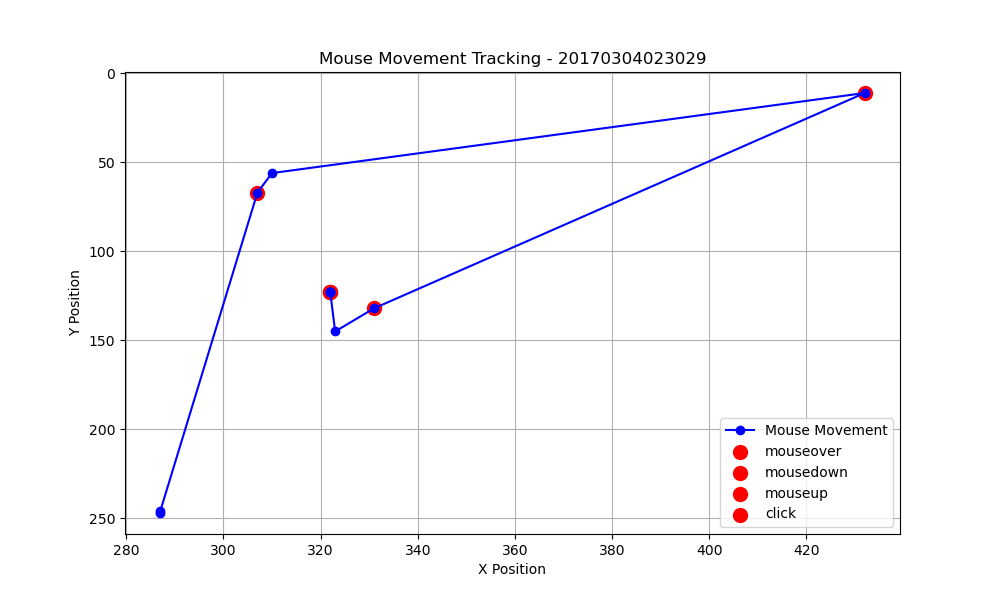 Mouse Movement Tracking - 20170304023029
0
50
100
150
200
250
Y Position
280 300 320 340 360 380 400 420
X Position
Mouse Movement
mouseover
mousedown
mouseup
click